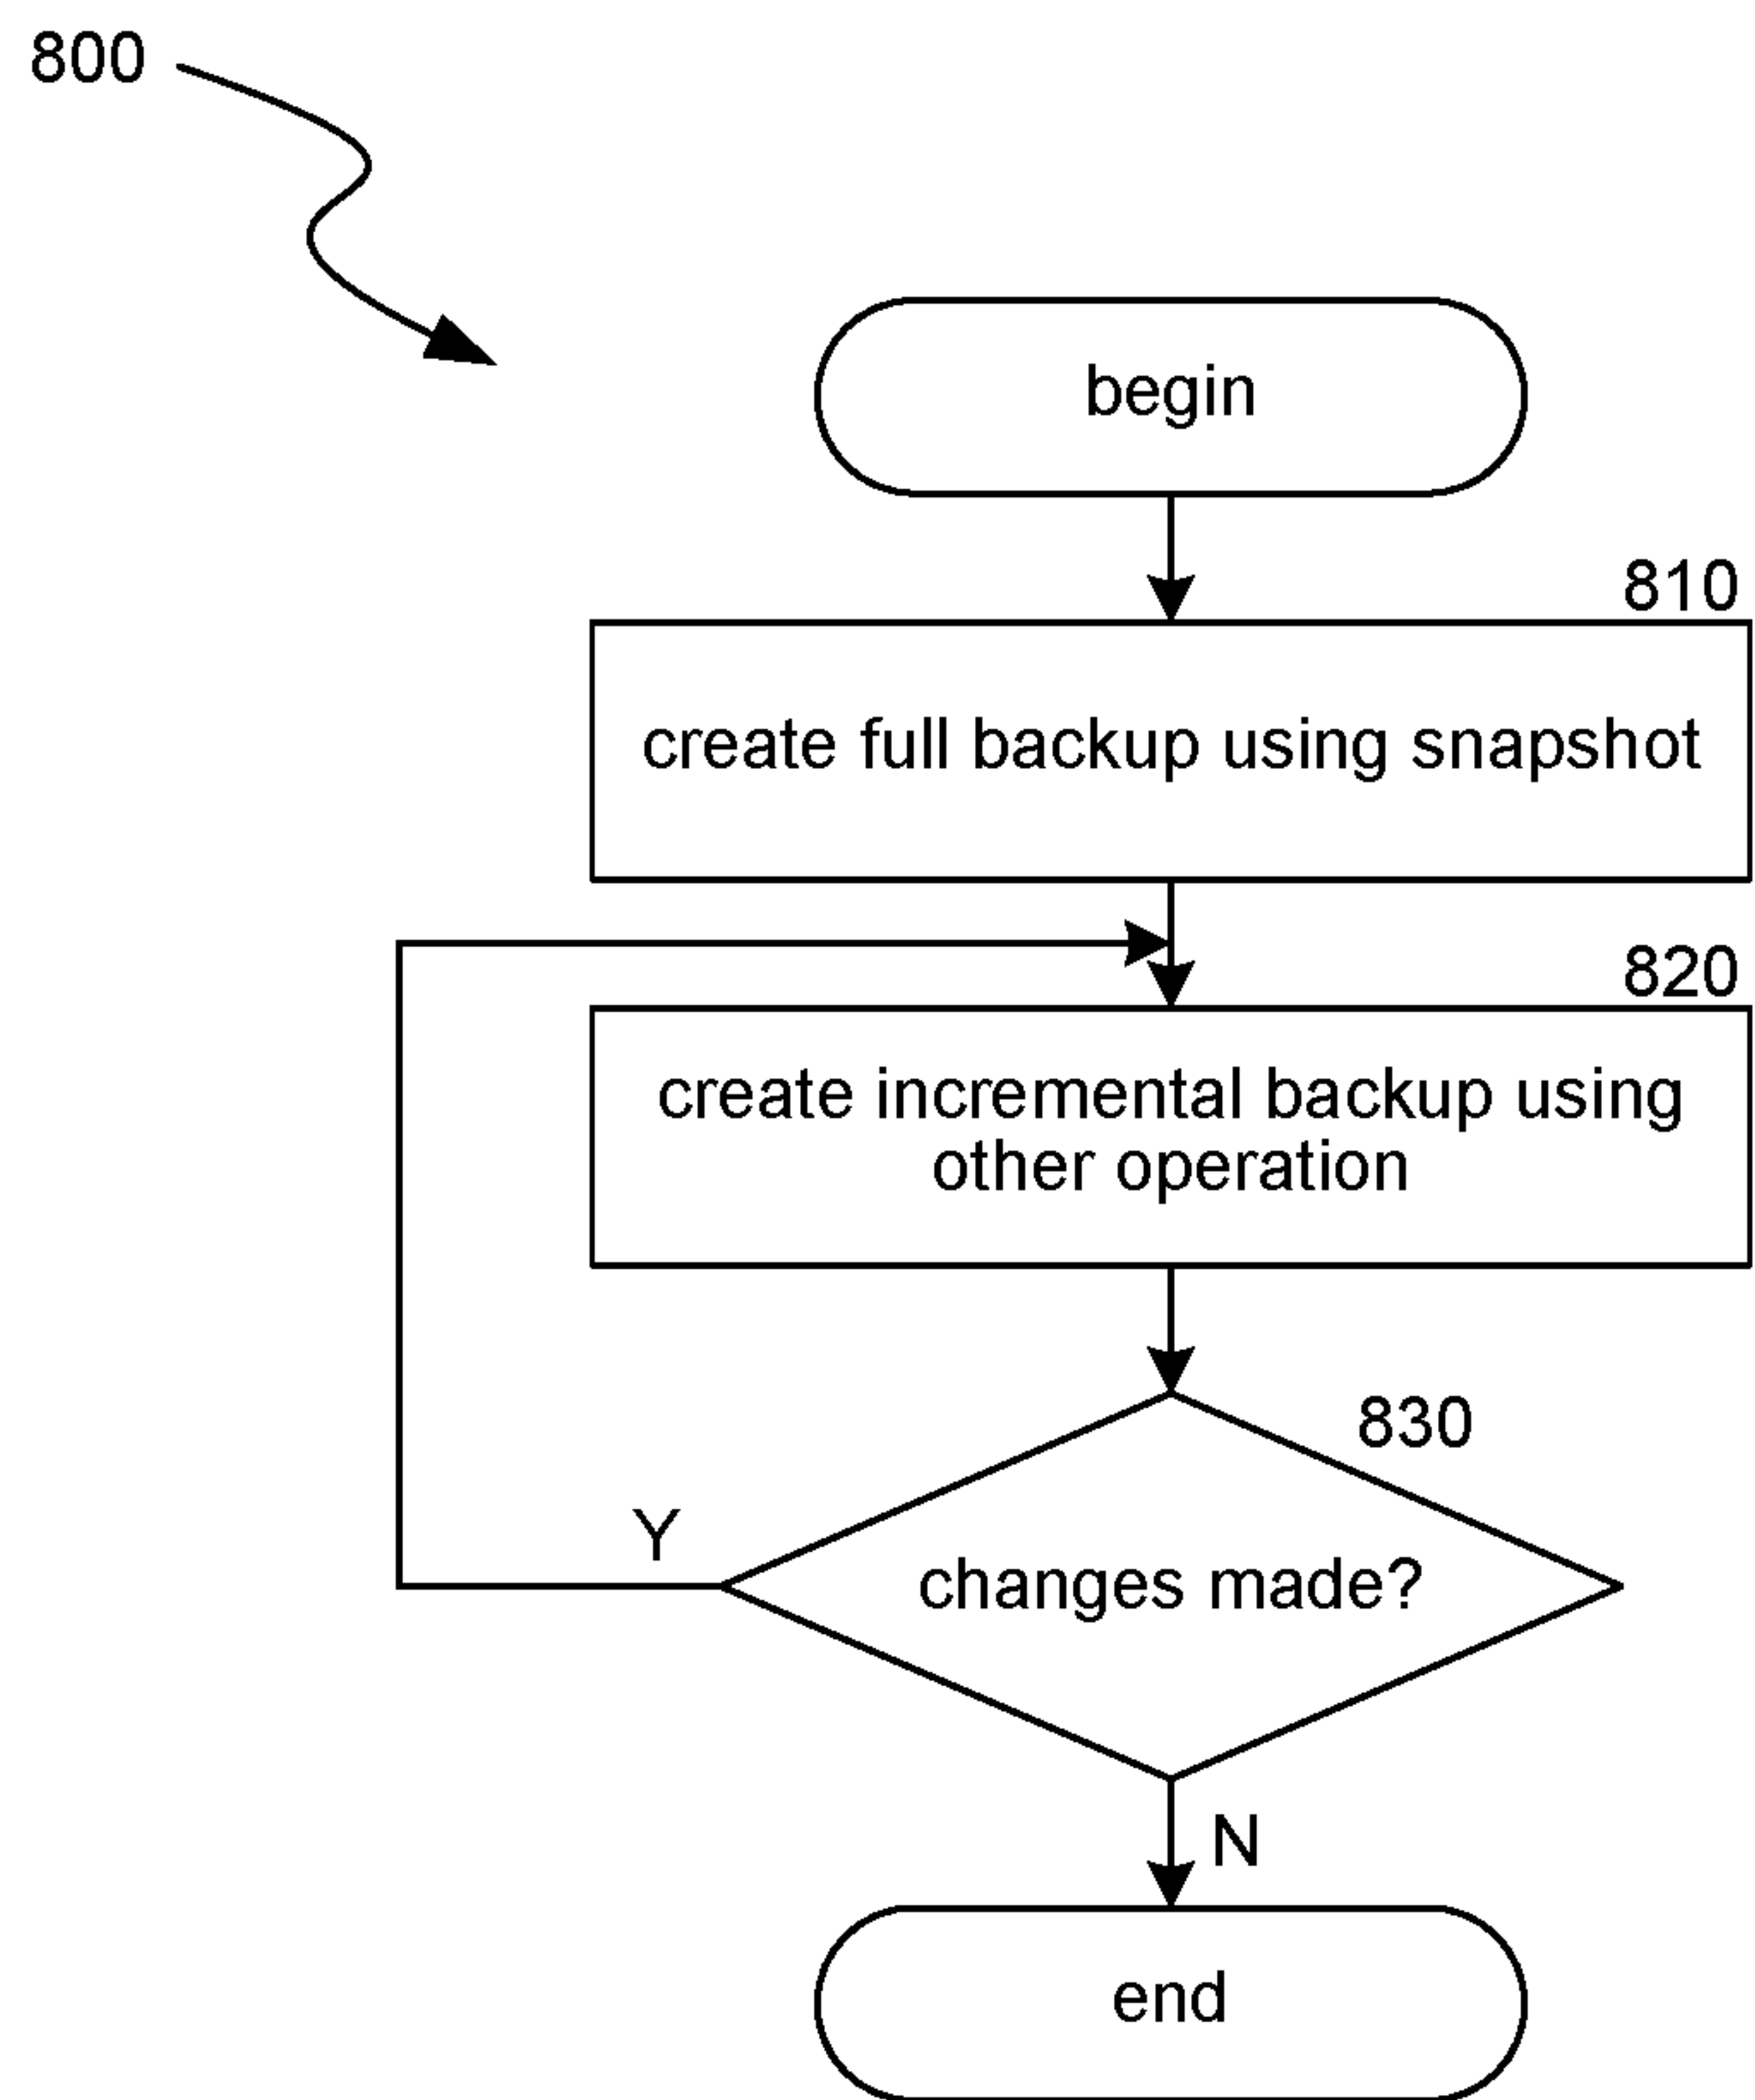 800
begin
810
create full backup using snapshot
820
create incremental backup using
other operation
830
changes made?
Y
N
end